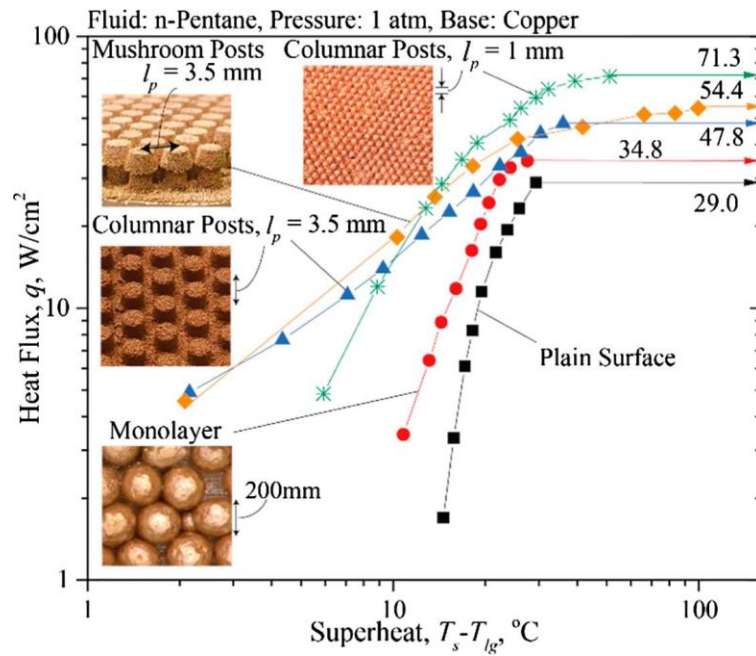 Fluid: n-Pentane, Pressure: 1 atm, Base: Copper
100
Mushroom Posts
l_p = 3.5 mm
Columnar Posts, l_p = 1 mm
71.3
54.4
47.8
34.8
29.0
Columnar Posts, l_p = 3.5 mm
Heat Flux, q, W/cm²
10
Plain Surface
Monolayer
200mm
1
1
10
100
Superheat, T_s-T_lg, °C